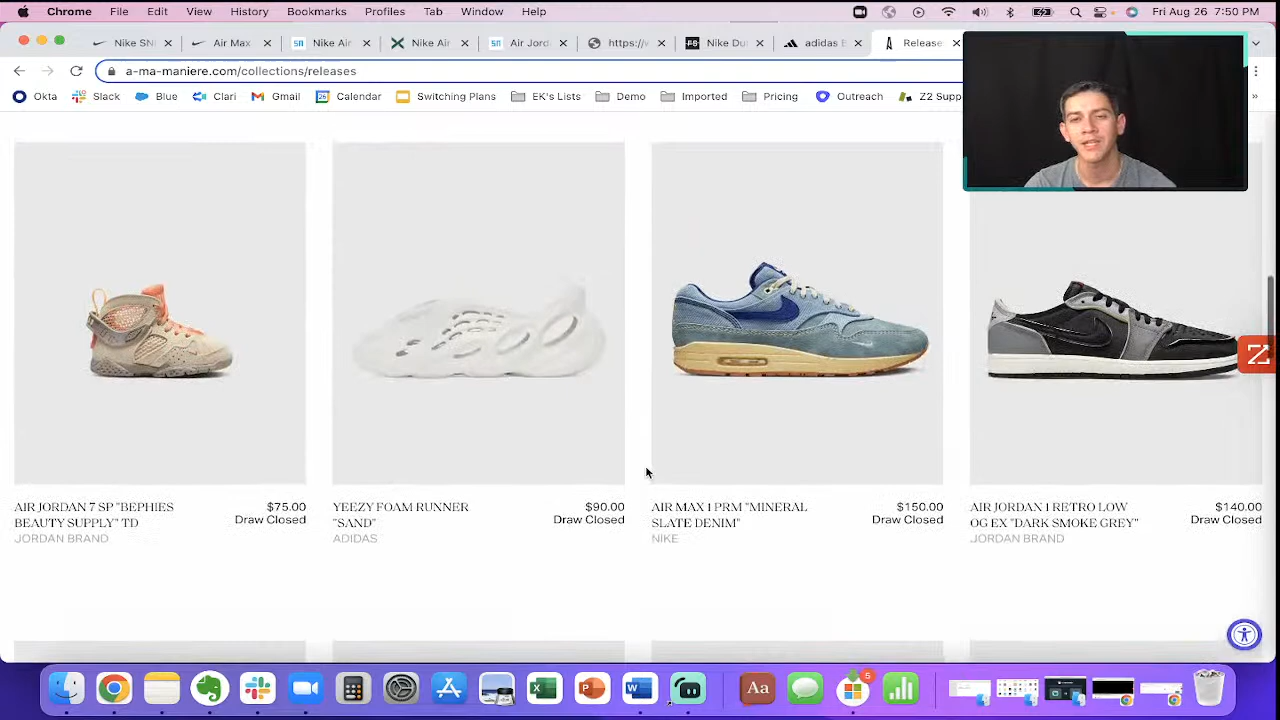 Chrome File Edit View History Bookmarks Profiles Tab Window Help Fri Aug 26 7:50 PM
Nike SN Air Max Nike Air Nike Air Air Jord https://v Nike Du adidas E Release
a-ma-maniere.com/collections/releases
Okta Slack Blue Clari Gmail Calendar Switching Plans EK's Lists Demo Imported Pricing Outreach Z2 Supp
AIR JORDAN 7 SP "BEPHIES BEAUTY SUPPLY" TD
$75.00
Draw Closed
JORDAN BRAND
YEEZY FOAM RUNNER "SAND"
$90.00
Draw Closed
ADIDAS
AIR MAX 1 PRM "MINERAL SLATE DENIM"
$150.00
Draw Closed
NIKE
AIR JORDAN 1 RETRO LOW OG EX "DARK SMOKE GREY"
$140.00
Draw Closed
JORDAN BRAND
Aa
5